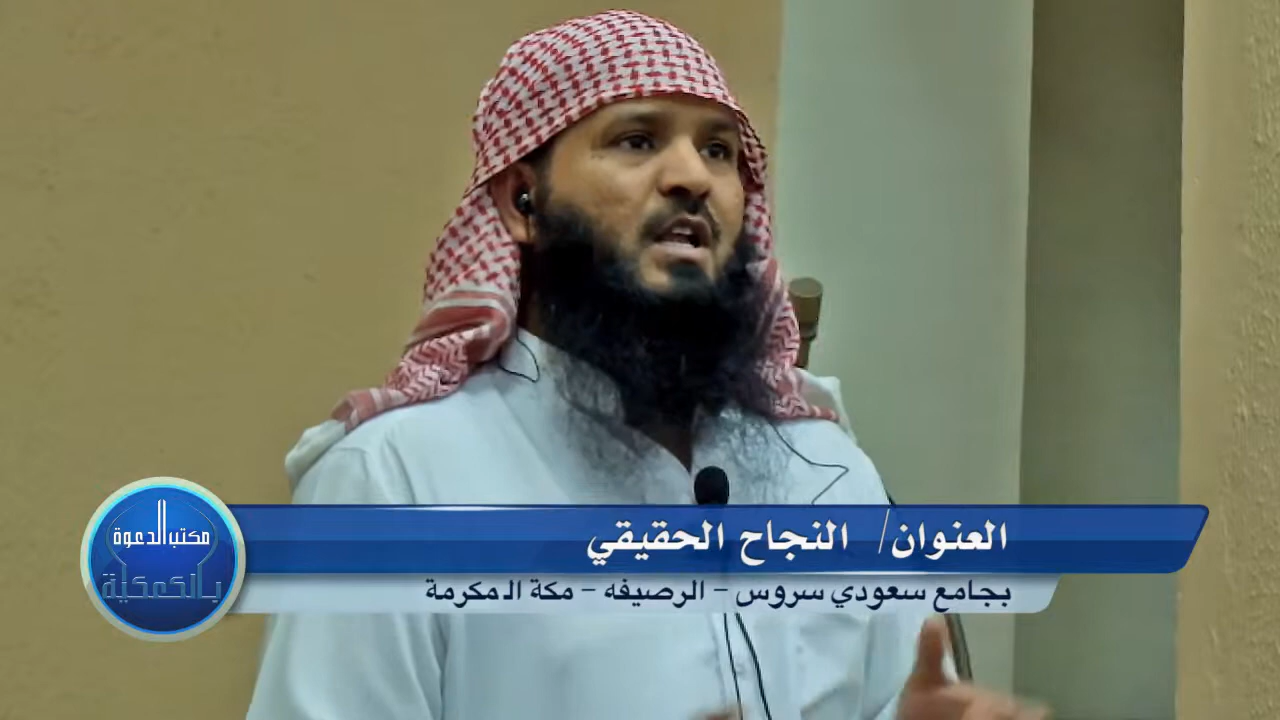 العنوان/ النجاح الحقيقي
بجامع سعودي سروس - الرصيفه - مكة المكرمة
مكتب الدعوة
بالكعكية